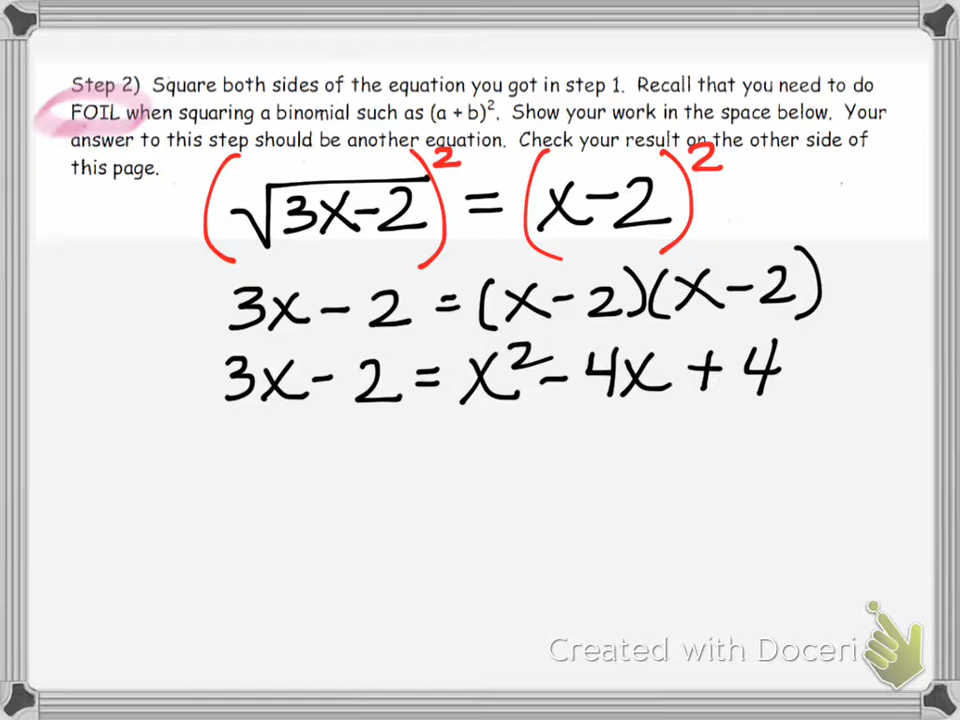 Step 2) Square both sides of the equation you got in step 1. Recall that you need to do
FOIL when squaring a binomial such as (a + b)². Show your work in the space below. Your
answer to this step should be another equation. Check your result on the other side of
this page.
(√3x-2)² = (x-2)²
3x - 2 = (x - 2)(x - 2)
3x - 2 = x² - 4x + 4
Created with Doceri